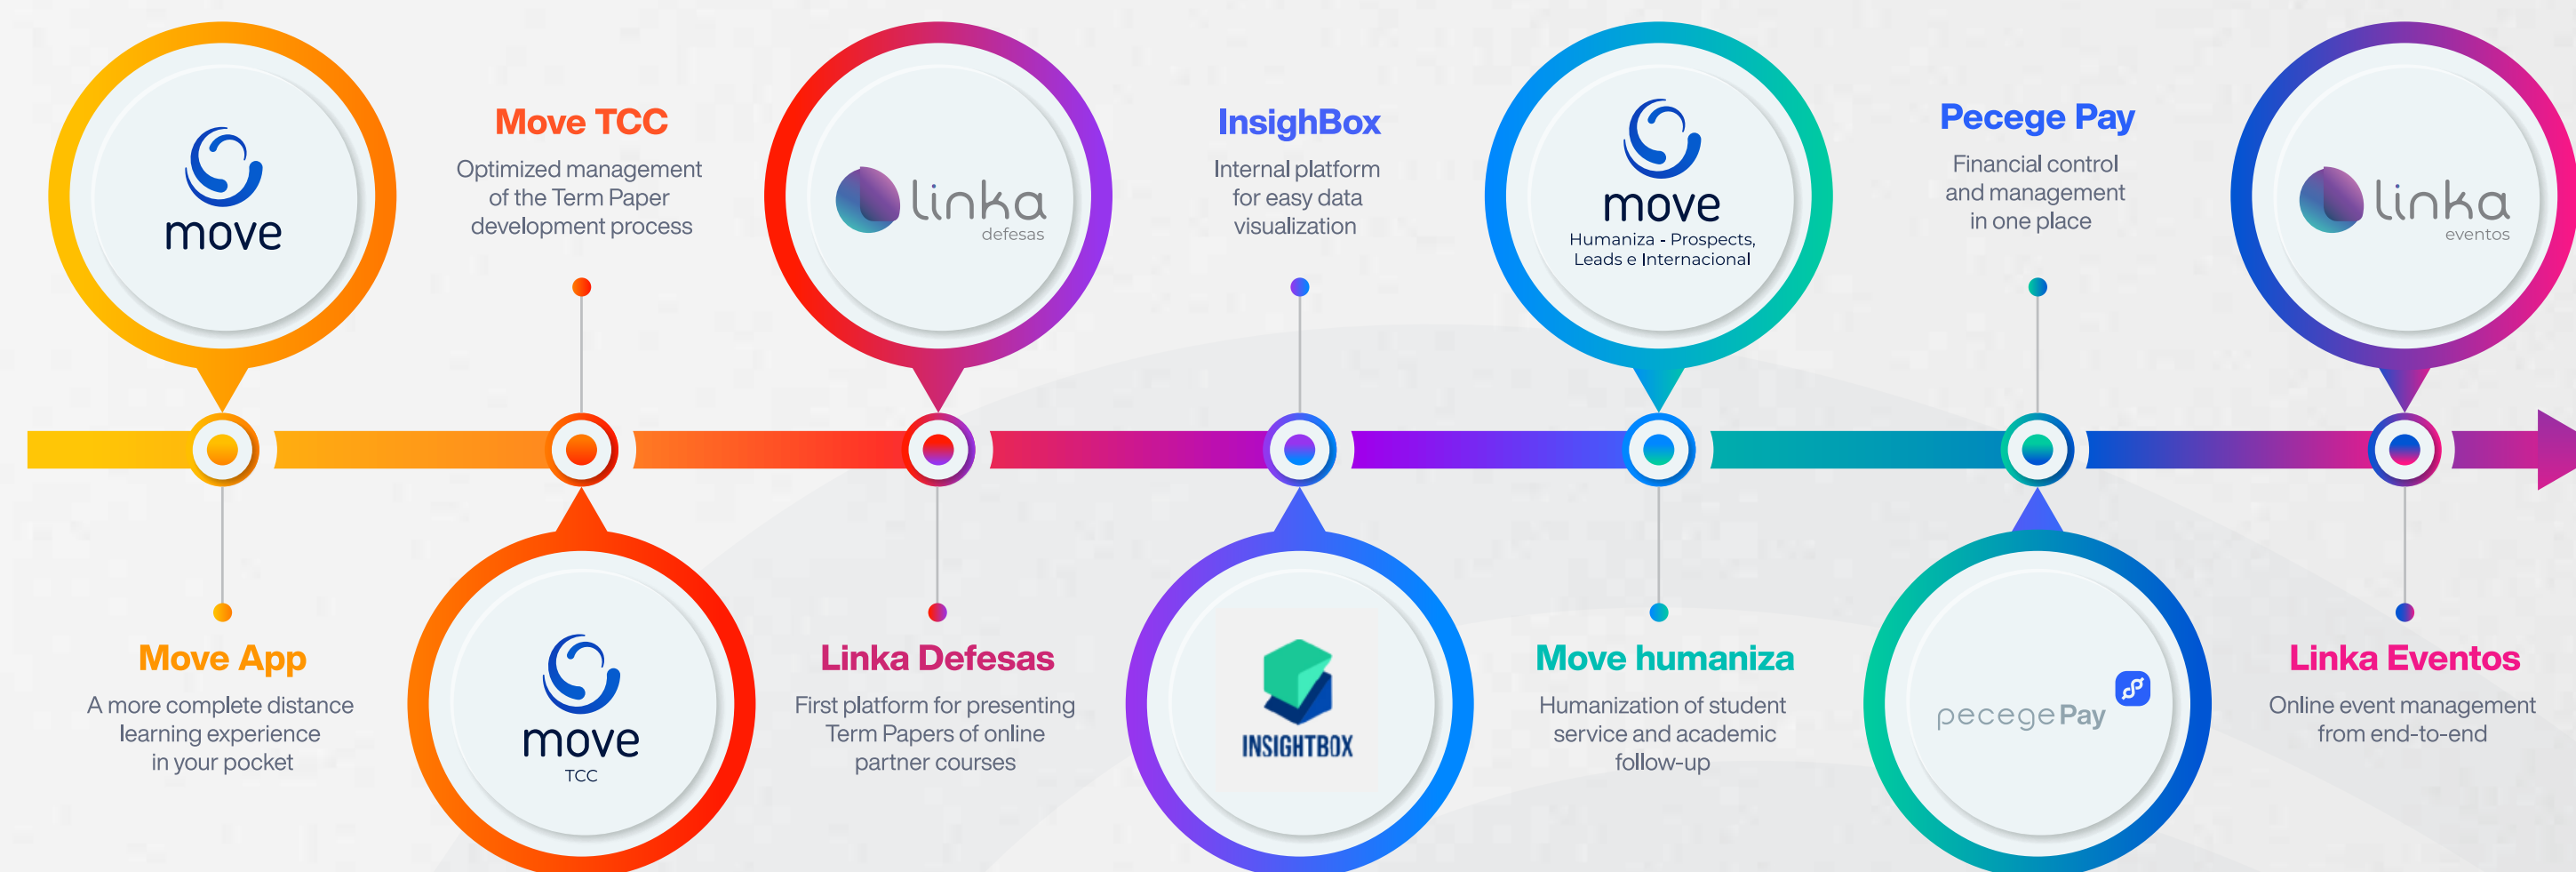 move
Move App
A more complete distance
learning experience
in your pocket
Move TCC
Optimized management
of the Term Paper
development process
move
TCC
linka
defesas
Linka Defesas
First platform for presenting
Term Papers of online
partner courses
InsighBox
Internal platform
for easy data
visualization
INSIGHTBOX
move
Humaniza - Prospects,
Leads e Internacional
Move humaniza
Humanization of student
service and academic
follow-up
Pecege Pay
Financial control
and management
in one place
pecege Pay
linka
eventos
Linka Eventos
Online event management
from end-to-end